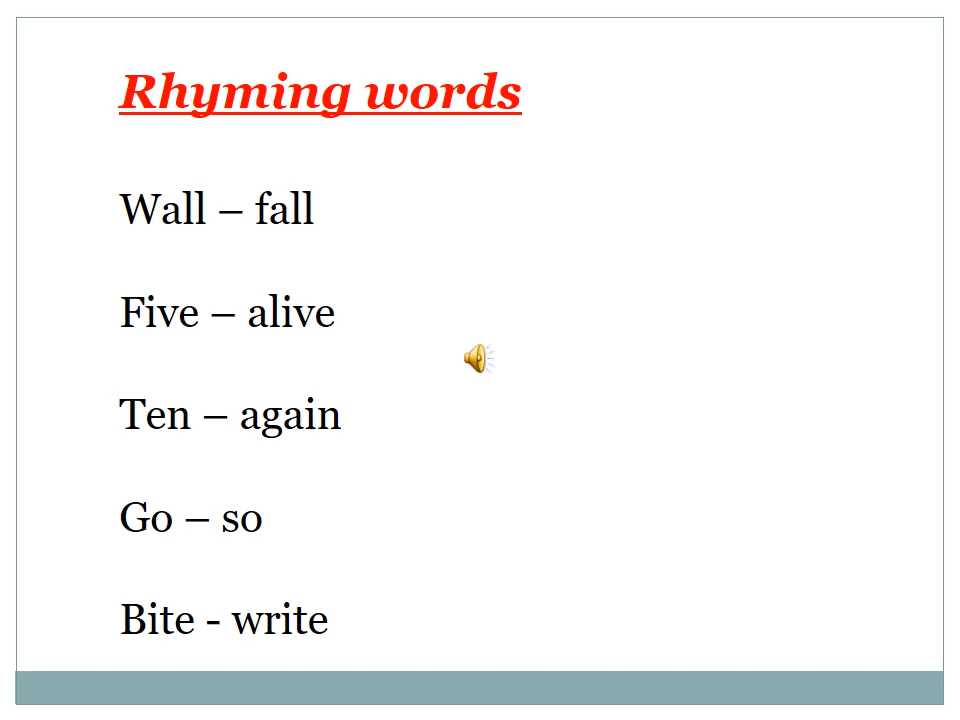 Rhyming words
Wall – fall
Five – alive
Ten – again
Go – so
Bite - write